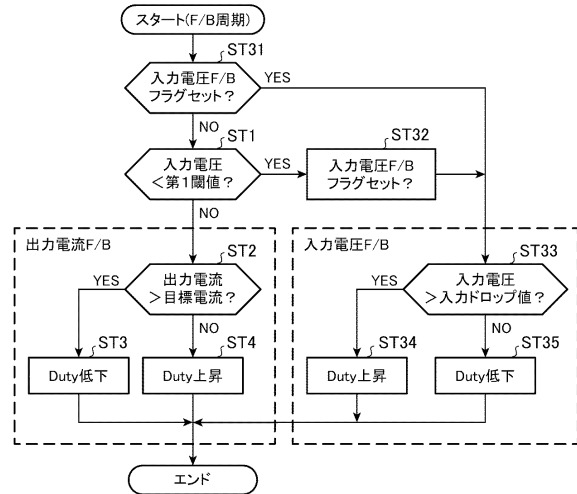 スタート(F/B周期)
ST31
入力電圧F/B
フラグセット?
YES
NO
ST1
入力電圧
<第1閾値?
YES
NO
ST32
入力電圧F/B
フラグセット?
出力電流F/B
ST2
出力電流
>目標電流?
YES
NO
ST3
Duty低下
ST4
Duty上昇
入力電圧F/B
ST33
入力電圧
>入力ドロップ値?
YES
NO
ST34
Duty上昇
ST35
Duty低下
エンド